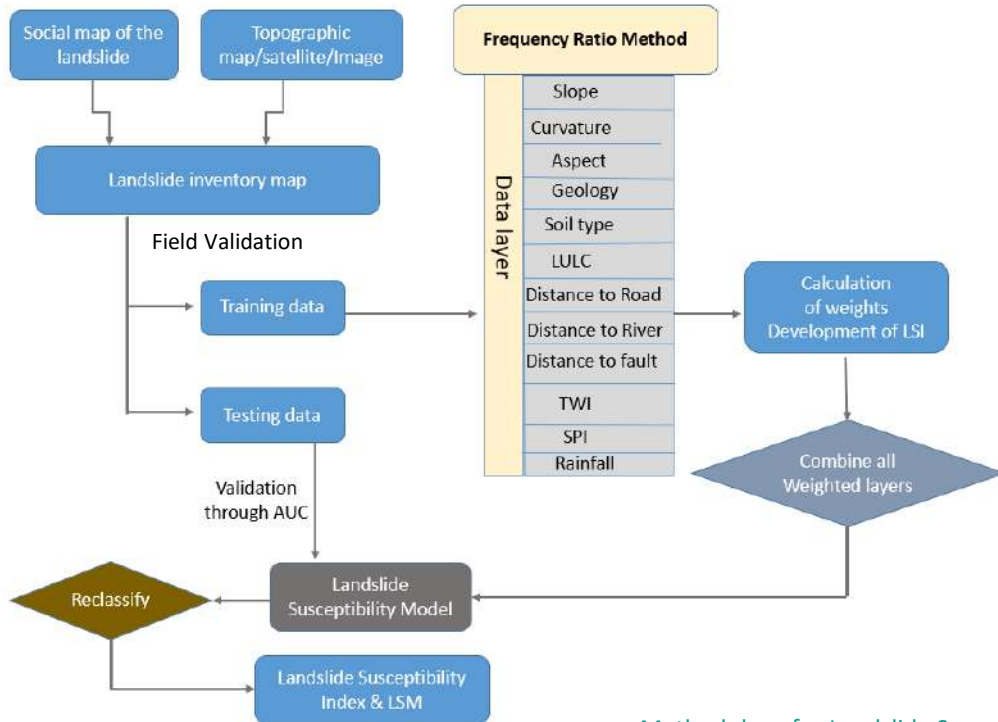 Social map of the
landslide
Topographic
map/satellite/Image
Frequency Ratio Method
Landslide inventory map
Field Validation
Training data
Testing data
Validation
through AUC
Data layer
Slope
Curvature
Aspect
Geology
Soil type
LULC
Distance to Road
Distance to River
Distance to fault
TWI
SPI
Rainfall
Calculation
of weights
Development of LSI
Combine all
Weighted layers
Landslide
Susceptibility Model
Reclassify
Landslide Susceptibility
Index & LSM